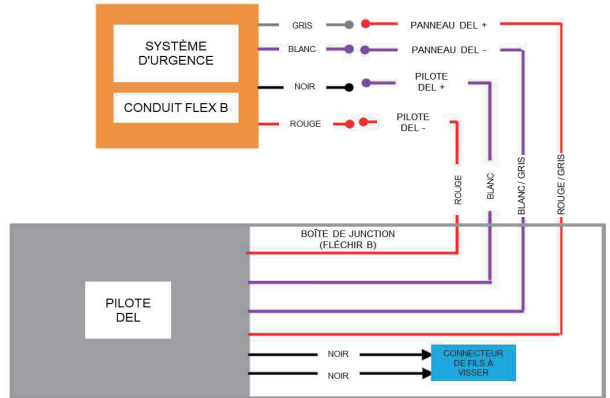 SYSTÈME
D'URGENCE
CONDUIT FLEX B
GRIS
PANNEAU DEL +
BLANC
PANNEAU DEL -
NOIR
PILOTE
DEL +
ROUGE
PILOTE
DEL -
ROUGE
BLANC
BLANC / GRIS
ROUGE / GRIS
BOÎTE DE JUNCTION
(FLÉCHIR B)
PILOTE
DEL
NOIR
NOIR
CONNECTEUR
DE FILS À
VISSER